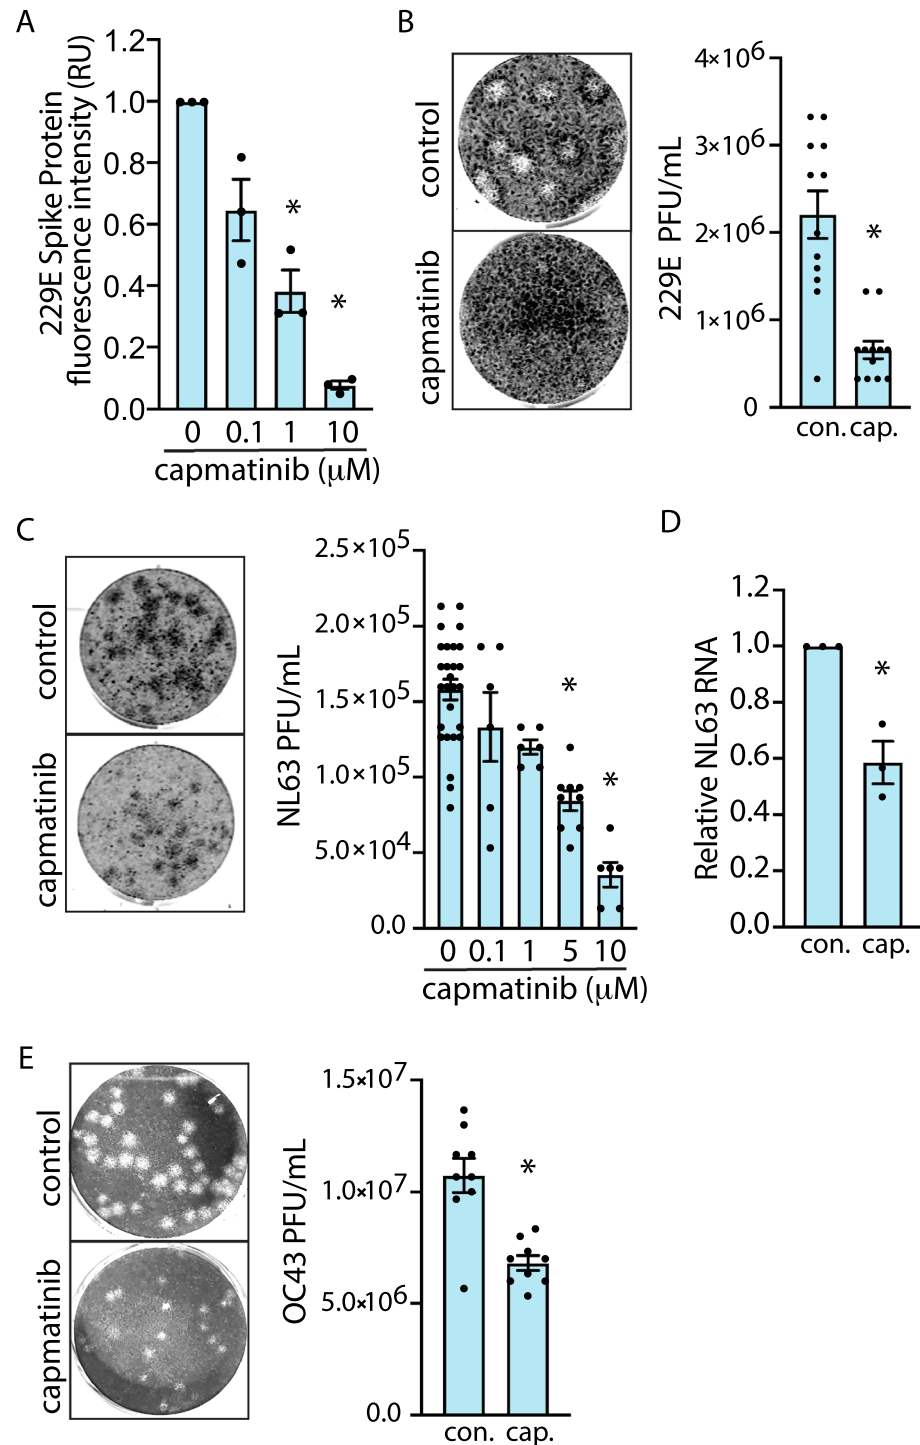 A
229E Spike Protein
fluorescence intensity (RU)
1.2
1.0
0.8
0.6
0.4
0.2
0.0
*
*
0 0.1 1 10
capmatinib (μM)
B
control
capmatinib
229E PFU/mL
4×10⁶
3×10⁶
2×10⁶
1×10⁶
0
*
con. cap.
C
control
capmatinib
NL63 PFU/mL
2.5×10⁵
2.0×10⁵
1.5×10⁵
1.0×10⁵
5.0×10⁴
0.0
*
*
0 0.1 1 5 10
capmatinib (μM)
D
Relative NL63 RNA
1.2
1.0
0.8
0.6
0.4
0.2
0.0
*
con. cap.
E
control
capmatinib
OC43 PFU/mL
1.5×10⁷
1.0×10⁷
5.0×10⁶
0.0
*
con. cap.